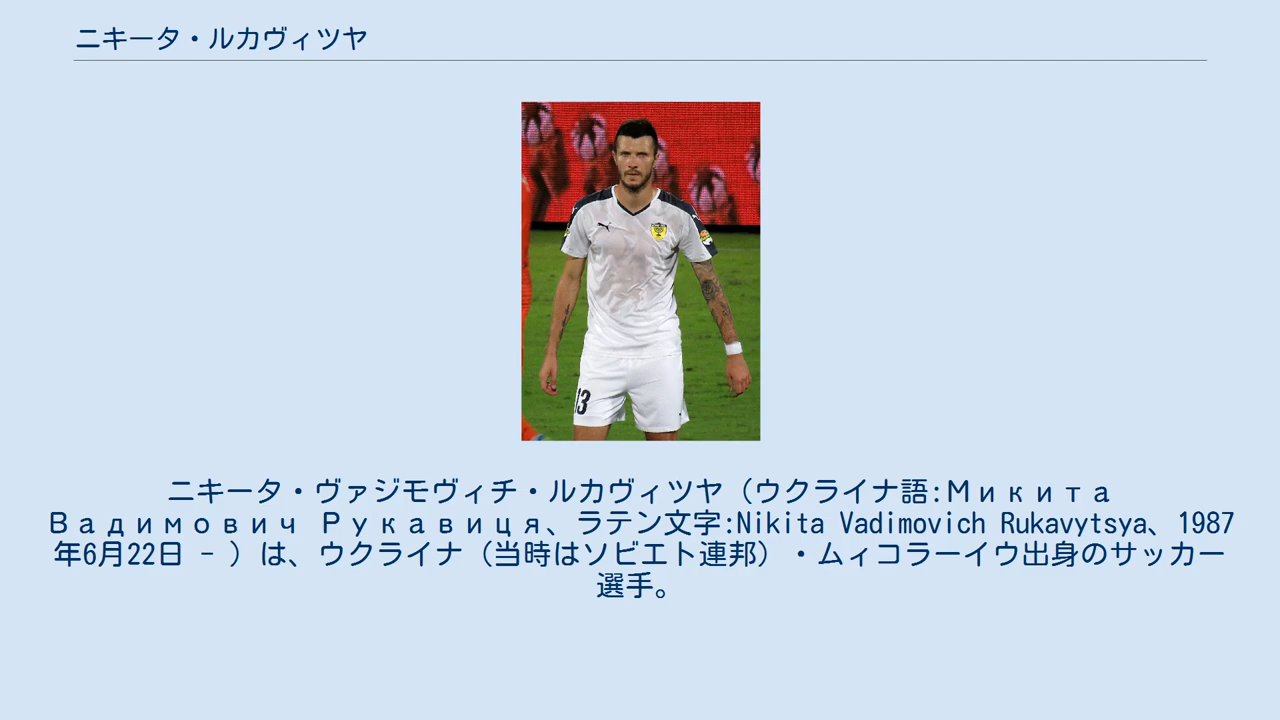 ニキータ・ルカヴィツヤ
13
ニキータ・ヴァジモヴィチ・ルカヴィツヤ（ウクライナ語:Микита
Вадимович Рукавиця、ラテン文字:Nikita Vadimovich Rukavytsya、1987
年6月22日 - ）は、ウクライナ（当時はソビエト連邦）・ムィコラーイウ出身のサッカー
選手。